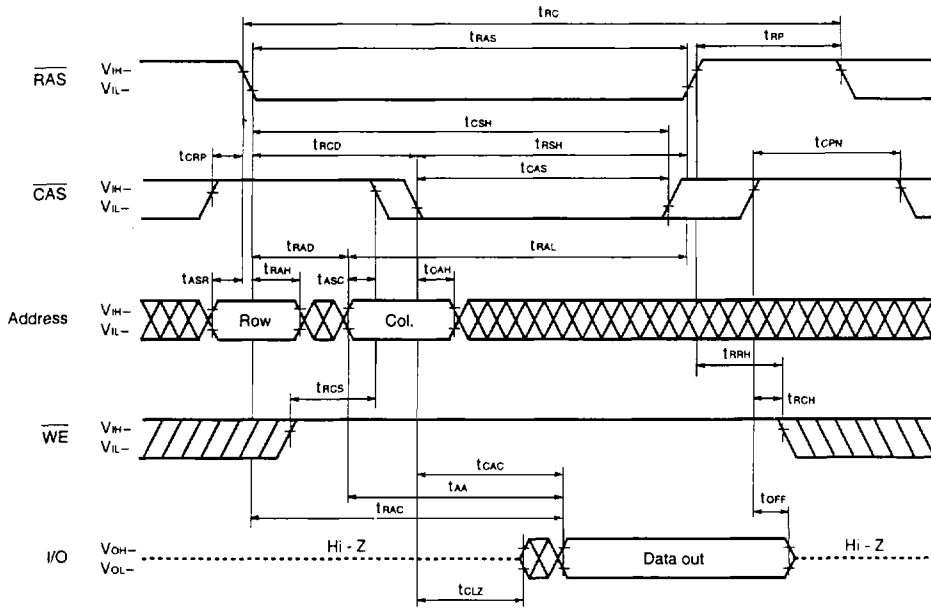 tRC
tRAS
tRP
RAS
VIH–
VIL–
tCSH
tCRP
tRCD
tRSH
tCPN
tCAS
CAS
VIH–
VIL–
tRAD
tRAL
tASR
tRAH
tASC
tCAH
Address
VIH–
VIL–
Row
Col.
tRRH
tRCS
tRCH
WE
VIH–
VIL–
tCAC
tAA
tOFF
tRAC
I/O
VOH–
VOL–
Hi - Z
Data out
Hi - Z
tCLZ